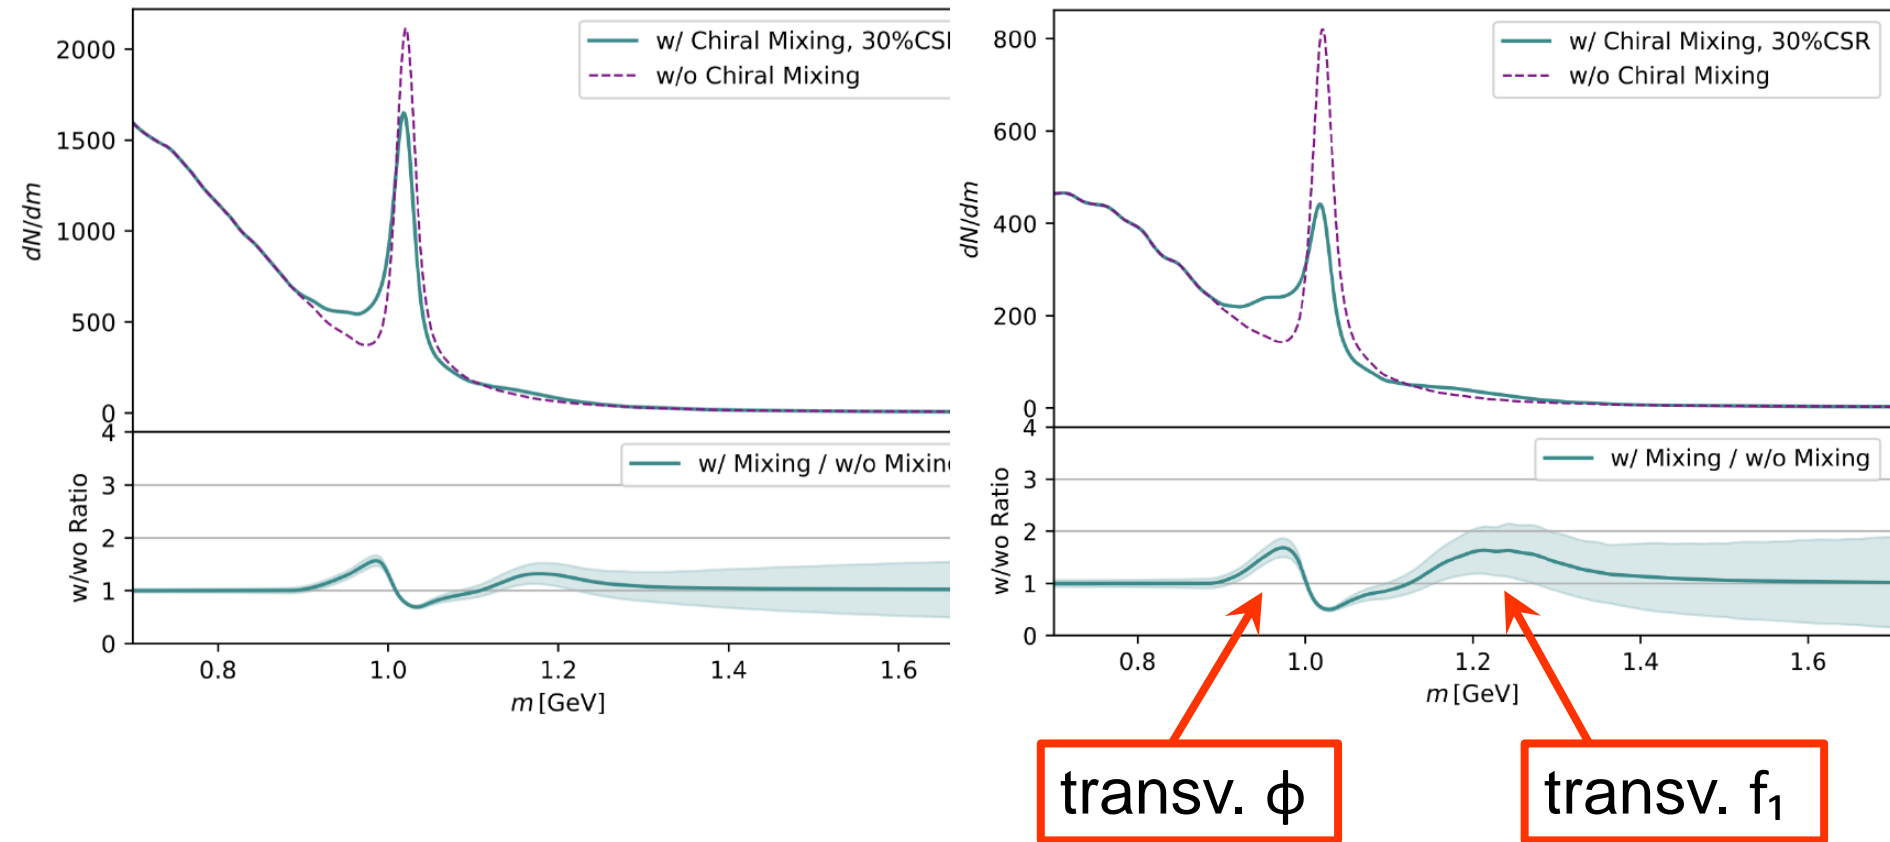 2000
1500
1000
500
0
dN/dm
w/ Chiral Mixing, 30%CSI
w/o Chiral Mixing
4
3
2
1
0
w/wo Ratio
w/ Mixing / w/o Mixin
0.8 1.0 1.2 1.4 1.6
m [GeV]
800
600
400
200
0
dN/dm
w/ Chiral Mixing, 30%CSR
w/o Chiral Mixing
4
3
2
1
0
w/wo Ratio
w/ Mixing / w/o Mixing
0.8 1.0 1.2 1.4 1.6
m [GeV]
transv. ϕ
transv. f₁